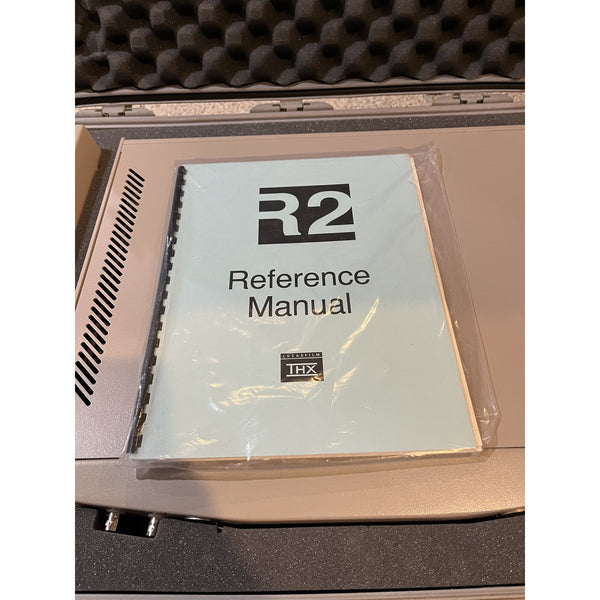 R2
Reference
Manual
LUCASFILM
THX